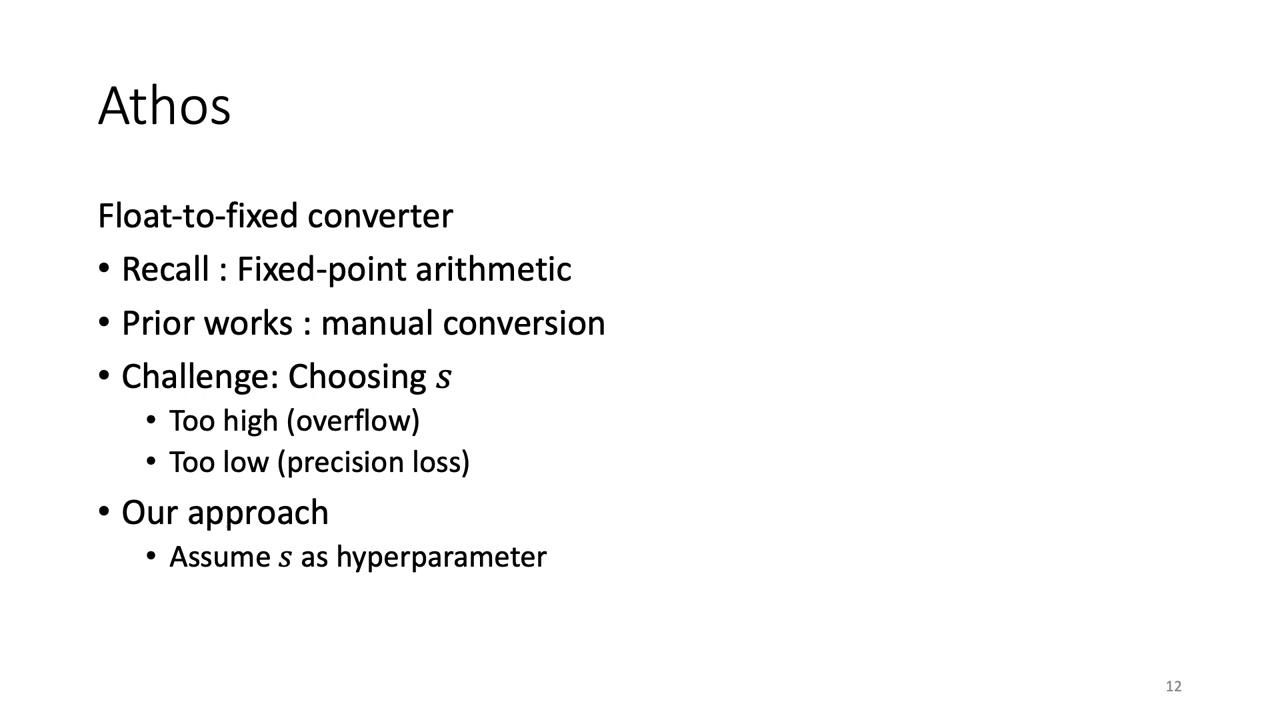 Athos
Float-to-fixed converter
• Recall : Fixed-point arithmetic
• Prior works : manual conversion
• Challenge: Choosing s
• Too high (overflow)
• Too low (precision loss)
• Our approach
• Assume s as hyperparameter
12